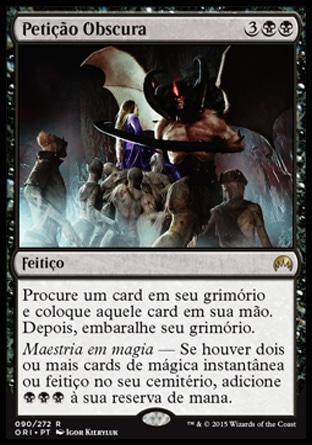 Petição Obscura 3
Feitiço
Procure um card em seu grimório
e coloque aquele card em sua mão.
Depois, embaralhe seu grimório.
Maestria em magia — Se houver dois
ou mais cards de mágica instantânea
ou feitiço no seu cemitério, adicione
à sua reserva de mana.
090/272 R
ORI • PT Igor Kieryluk
™ & © 2015 Wizards of the Coast